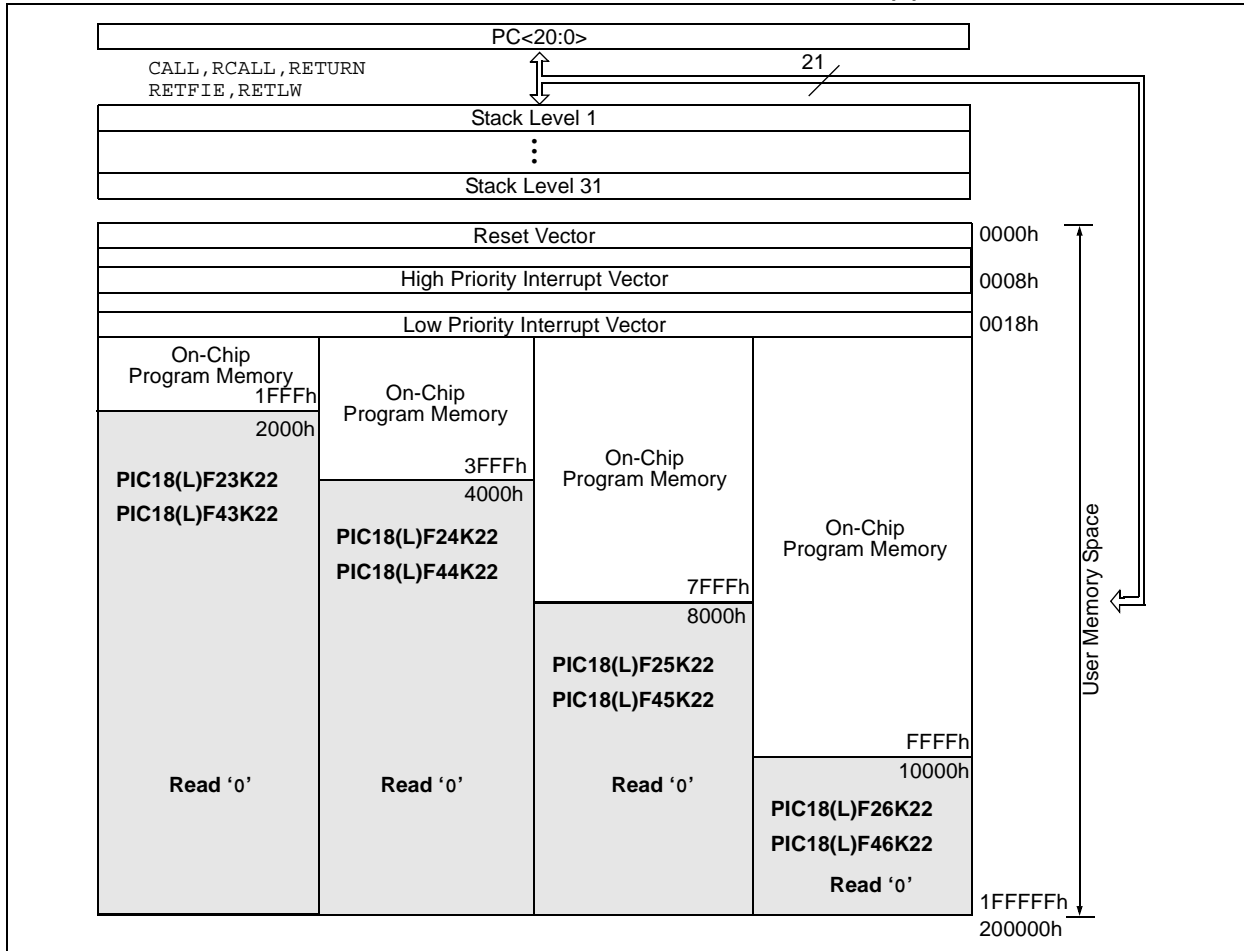 PC<20:0>
CALL,RCALL,RETURN
RETFIE,RETLW
21
Stack Level 1
Stack Level 31
Reset Vector
0000h
High Priority Interrupt Vector
0008h
Low Priority Interrupt Vector
0018h
On-Chip
Program Memory
1FFFh
2000h
PIC18(L)F23K22
PIC18(L)F43K22
Read ‘0’
On-Chip
Program Memory
3FFFh
4000h
PIC18(L)F24K22
PIC18(L)F44K22
Read ‘0’
On-Chip
Program Memory
7FFFh
8000h
PIC18(L)F25K22
PIC18(L)F45K22
Read ‘0’
On-Chip
Program Memory
FFFFh
10000h
PIC18(L)F26K22
PIC18(L)F46K22
Read ‘0’
1FFFFFh
200000h
User Memory Space